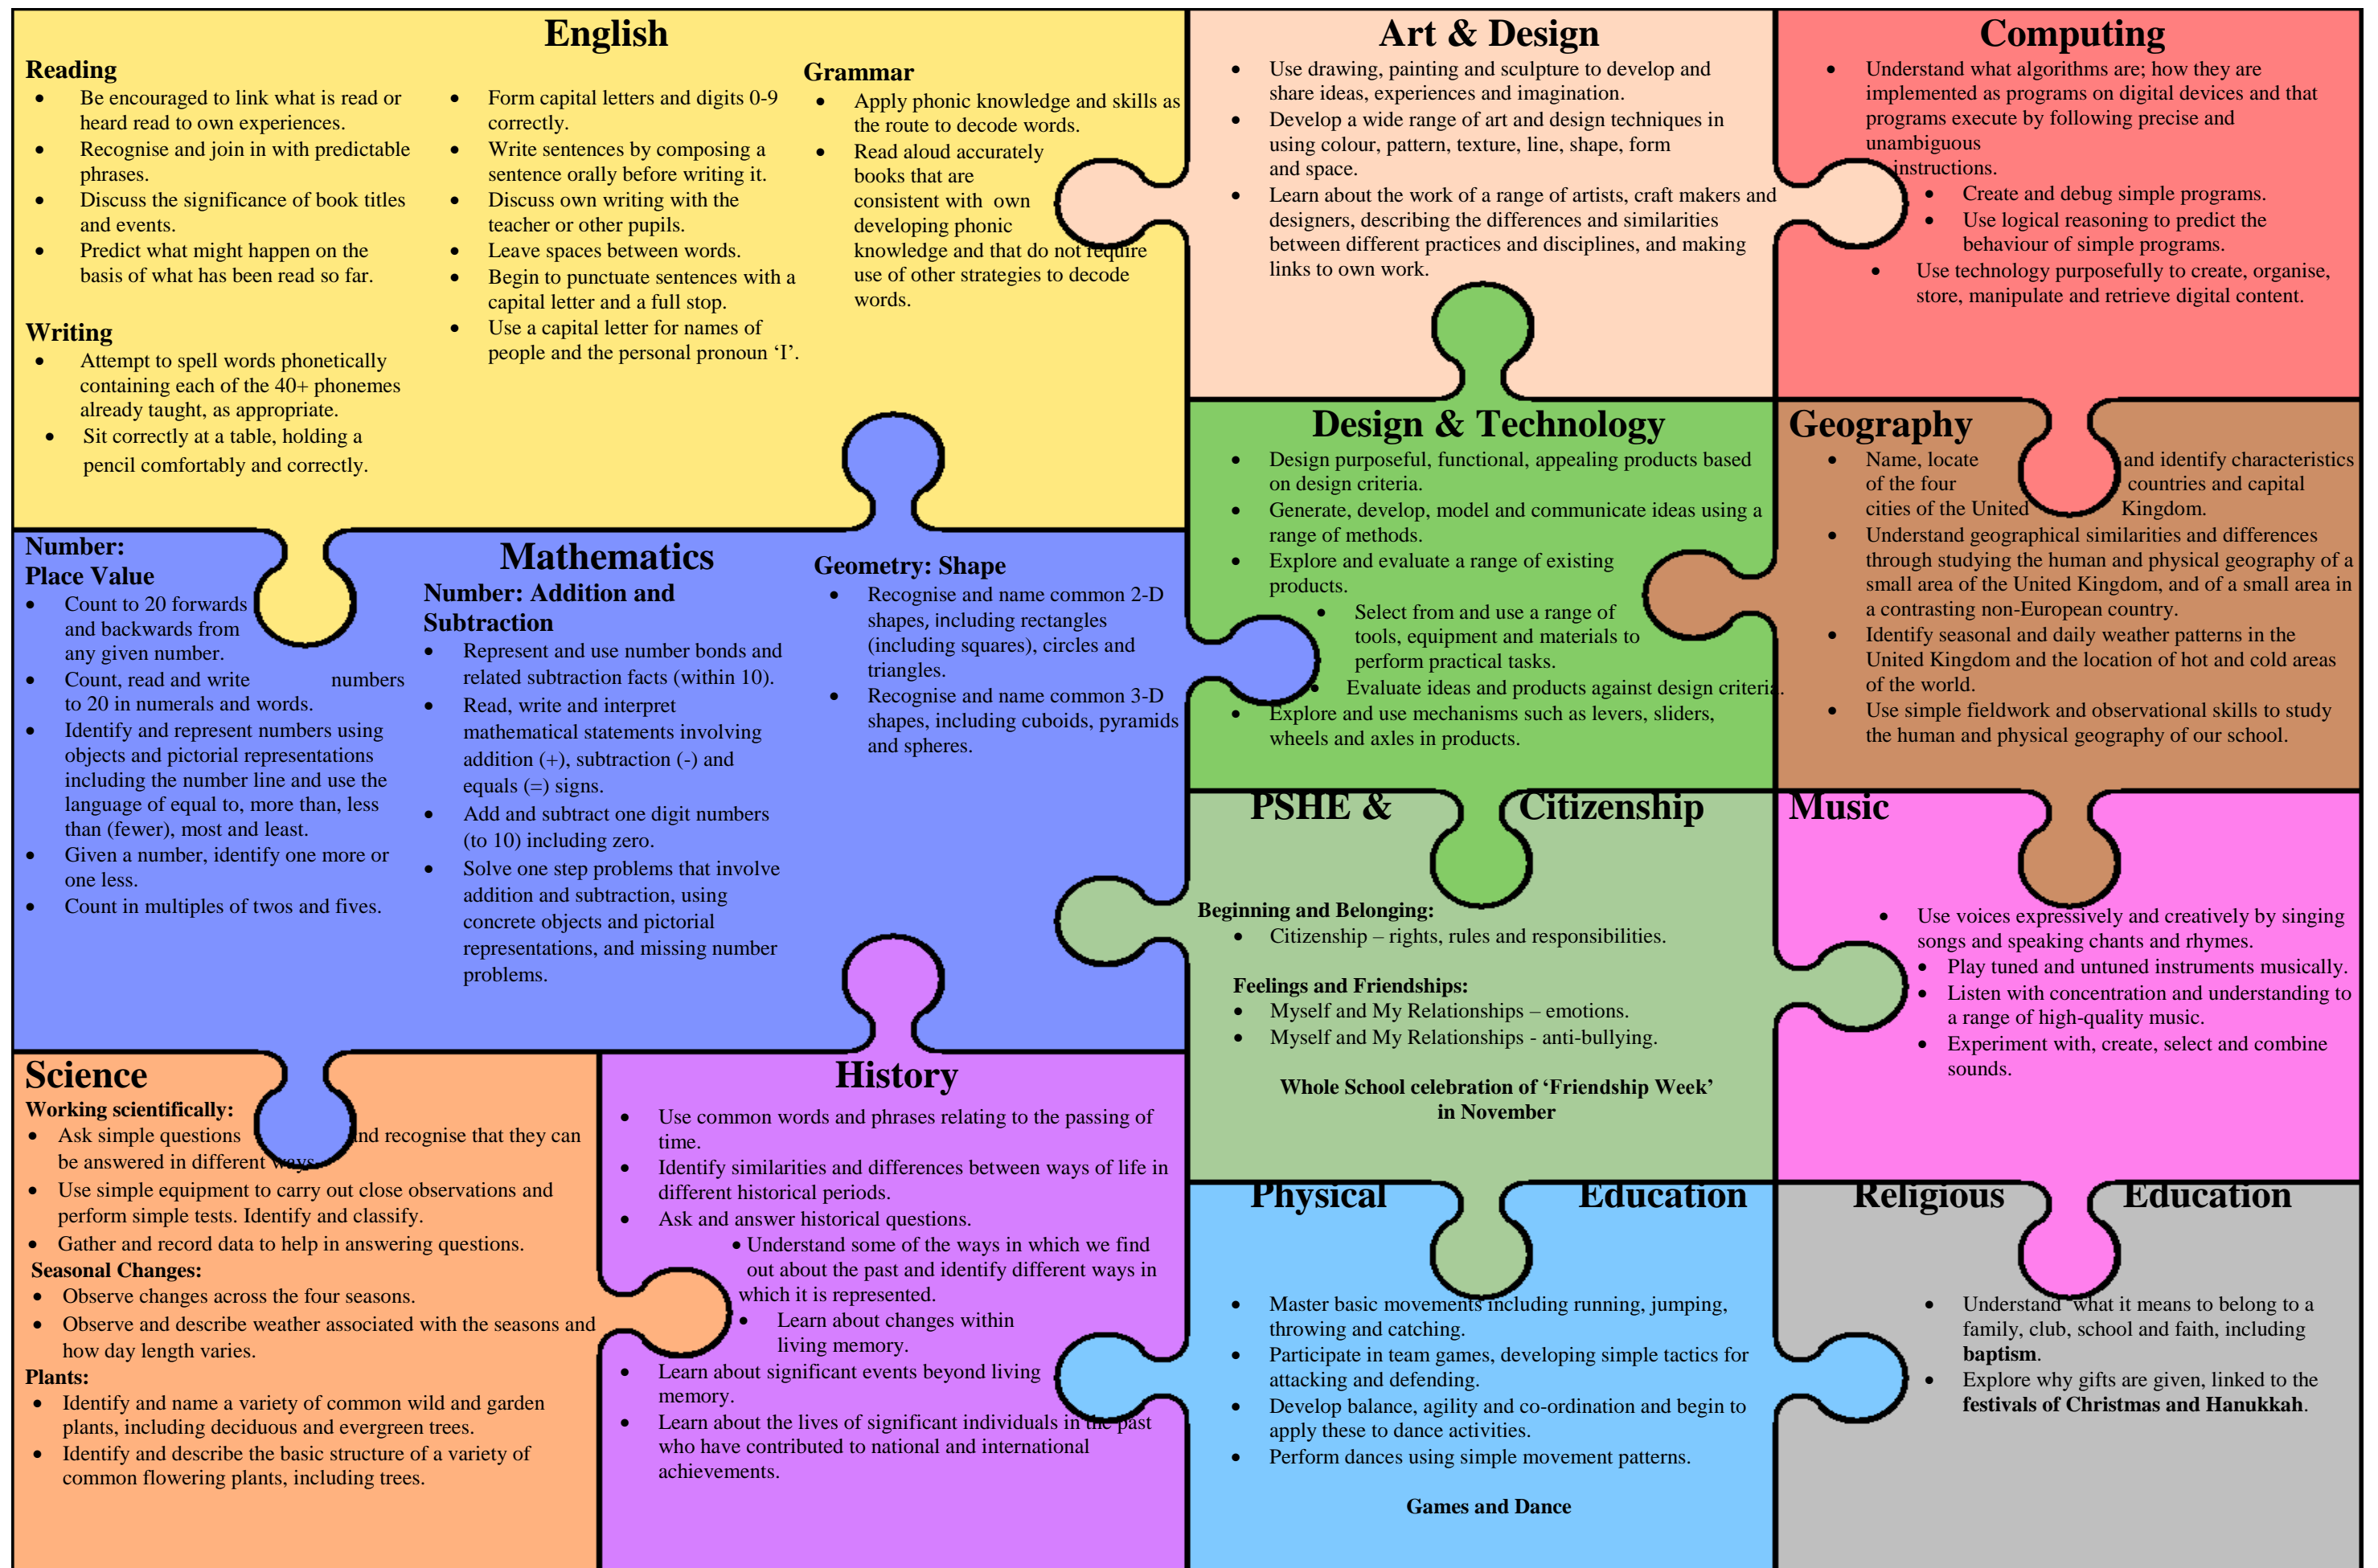 English
Reading
• Be encouraged to link what is read or
heard read to own experiences.
• Recognise and join in with predictable
phrases.
• Discuss the significance of book titles
and events.
• Predict what might happen on the
basis of what has been read so far.
Writing
• Attempt to spell words phonetically
containing each of the 40+ phonemes
already taught, as appropriate.
• Sit correctly at a table, holding a
pencil comfortably and correctly.
• Form capital letters and digits 0-9
correctly.
• Write sentences by composing a
sentence orally before writing it.
• Discuss own writing with the
teacher or other pupils.
• Leave spaces between words.
• Begin to punctuate sentences with a
capital letter and a full stop.
• Use a capital letter for names of
people and the personal pronoun ‘I’.
Grammar
• Apply phonic knowledge and skills as
the route to decode words.
• Read aloud accurately
books that are
consistent with own
developing phonic
knowledge and that do not require
use of other strategies to decode
words.
Art & Design
• Use drawing, painting and sculpture to develop and
share ideas, experiences and imagination.
• Develop a wide range of art and design techniques in
using colour, pattern, texture, line, shape, form
and space.
• Learn about the work of a range of artists, craft makers and
designers, describing the differences and similarities
between different practices and disciplines, and making
links to own work.
Computing
• Understand what algorithms are; how they are
implemented as programs on digital devices and that
programs execute by following precise and
unambiguous
instructions.
• Create and debug simple programs.
• Use logical reasoning to predict the
behaviour of simple programs.
• Use technology purposefully to create, organise,
store, manipulate and retrieve digital content.
Mathematics
Number:
Place Value
• Count to 20 forwards
and backwards from
any given number.
• Count, read and write numbers
to 20 in numerals and words.
• Identify and represent numbers using
objects and pictorial representations
including the number line and use the
language of equal to, more than, less
than (fewer), most and least.
• Given a number, identify one more or
one less.
• Count in multiples of twos and fives.
Number: Addition and
Subtraction
• Represent and use number bonds and
related subtraction facts (within 10).
• Read, write and interpret
mathematical statements involving
addition (+), subtraction (-) and
equals (=) signs.
• Add and subtract one digit numbers
(to 10) including zero.
• Solve one step problems that involve
addition and subtraction, using
concrete objects and pictorial
representations, and missing number
problems.
Geometry: Shape
• Recognise and name common 2-D
shapes, including rectangles
(including squares), circles and
triangles.
• Recognise and name common 3-D
shapes, including cuboids, pyramids
and spheres.
Design & Technology
• Design purposeful, functional, appealing products based
on design criteria.
• Generate, develop, model and communicate ideas using a
range of methods.
• Explore and evaluate a range of existing
products.
• Select from and use a range of
tools, equipment and materials to
perform practical tasks.
• Evaluate ideas and products against design criteria.
• Explore and use mechanisms such as levers, sliders,
wheels and axles in products.
Geography
• Name, locate and identify characteristics
of the four countries and capital
cities of the United Kingdom.
• Understand geographical similarities and differences
through studying the human and physical geography of a
small area of the United Kingdom, and of a small area in
a contrasting non-European country.
• Identify seasonal and daily weather patterns in the
United Kingdom and the location of hot and cold areas
of the world.
• Use simple fieldwork and observational skills to study
the human and physical geography of our school.
PSHE & Citizenship
Beginning and Belonging:
• Citizenship – rights, rules and responsibilities.
Feelings and Friendships:
• Myself and My Relationships – emotions.
• Myself and My Relationships - anti-bullying.
Whole School celebration of ‘Friendship Week’
in November
Music
• Use voices expressively and creatively by singing
songs and speaking chants and rhymes.
• Play tuned and untuned instruments musically.
• Listen with concentration and understanding to
a range of high-quality music.
• Experiment with, create, select and combine
sounds.
Science
Working scientifically:
• Ask simple questions and recognise that they can
be answered in different ways.
• Use simple equipment to carry out close observations and
perform simple tests. Identify and classify.
• Gather and record data to help in answering questions.
Seasonal Changes:
• Observe changes across the four seasons.
• Observe and describe weather associated with the seasons and
how day length varies.
Plants:
• Identify and name a variety of common wild and garden
plants, including deciduous and evergreen trees.
• Identify and describe the basic structure of a variety of
common flowering plants, including trees.
History
• Use common words and phrases relating to the passing of
time.
• Identify similarities and differences between ways of life in
different historical periods.
• Ask and answer historical questions.
• Understand some of the ways in which we find
out about the past and identify different ways in
which it is represented.
• Learn about changes within
living memory.
• Learn about significant events beyond living
memory.
• Learn about the lives of significant individuals in the past
who have contributed to national and international
achievements.
Physical Education
• Master basic movements including running, jumping,
throwing and catching.
• Participate in team games, developing simple tactics for
attacking and defending.
• Develop balance, agility and co-ordination and begin to
apply these to dance activities.
• Perform dances using simple movement patterns.
Games and Dance
Religious Education
• Understand what it means to belong to a
family, club, school and faith, including
baptism.
• Explore why gifts are given, linked to the
festivals of Christmas and Hanukkah.